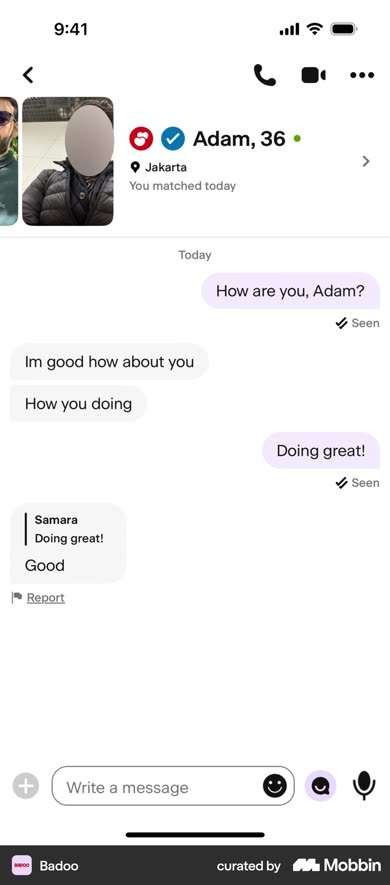 9:41
Adam, 36
Jakarta
You matched today
Today
How are you, Adam?
Seen
Im good how about you
How you doing
Doing great!
Seen
Samara
Doing great!
Good
Report
Write a message
Badoo
curated by Mobbin